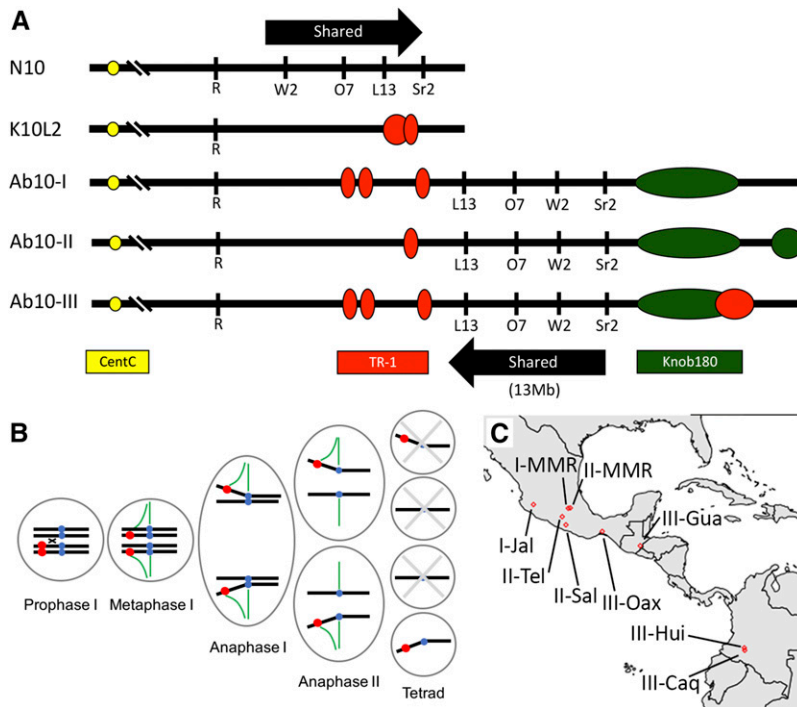 A
Shared
N10
R W2 O7 L13 Sr2
K10L2
R
Ab10-I
R L13 O7 W2 Sr2
Ab10-II
R L13 O7 W2 Sr2
Ab10-III
R L13 O7 W2 Sr2
CentC TR-1 Shared Knob180
(13Mb)
B
Prophase I
Metaphase I
Anaphase I
Anaphase II
Tetrad
C
I-MMR II-MMR
III-Gua
I-Jal
II-Tel
II-Sal
III-Oax
III-Hui
III-Caq